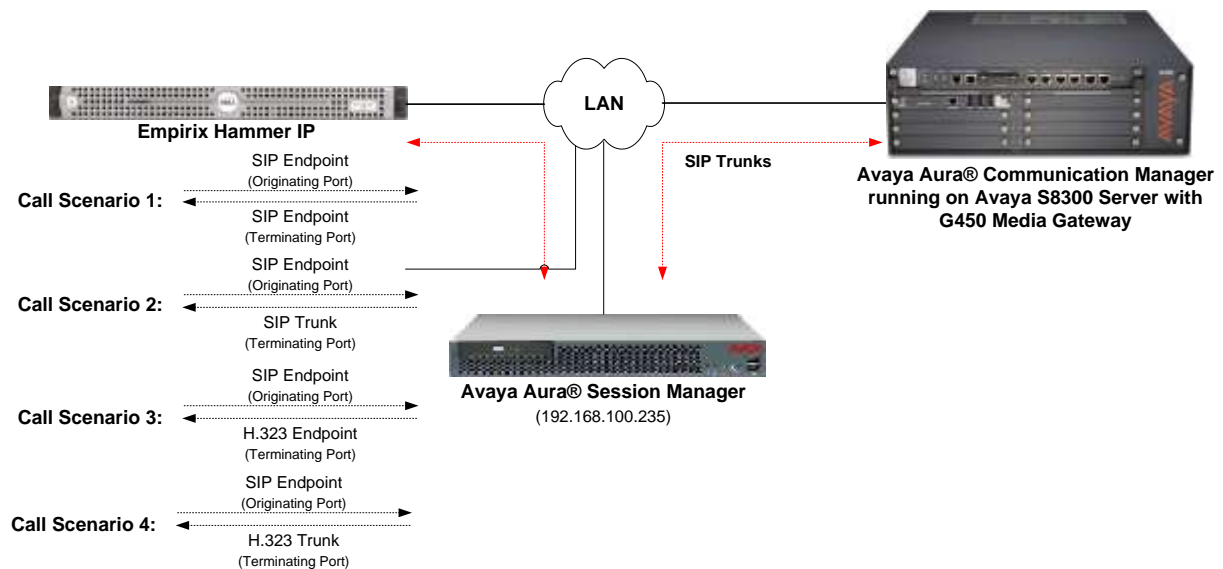 LAN
Empirix Hammer IP
SIP Trunks
AVAYA
Avaya Aura® Communication Manager
running on Avaya S8300 Server with
G450 Media Gateway
Call Scenario 1:
SIP Endpoint
(Originating Port)
SIP Endpoint
(Terminating Port)
Call Scenario 2:
SIP Endpoint
(Originating Port)
SIP Trunk
(Terminating Port)
Avaya Aura® Session Manager
(192.168.100.235)
Call Scenario 3:
SIP Endpoint
(Originating Port)
H.323 Endpoint
(Terminating Port)
Call Scenario 4:
SIP Endpoint
(Originating Port)
H.323 Trunk
(Terminating Port)